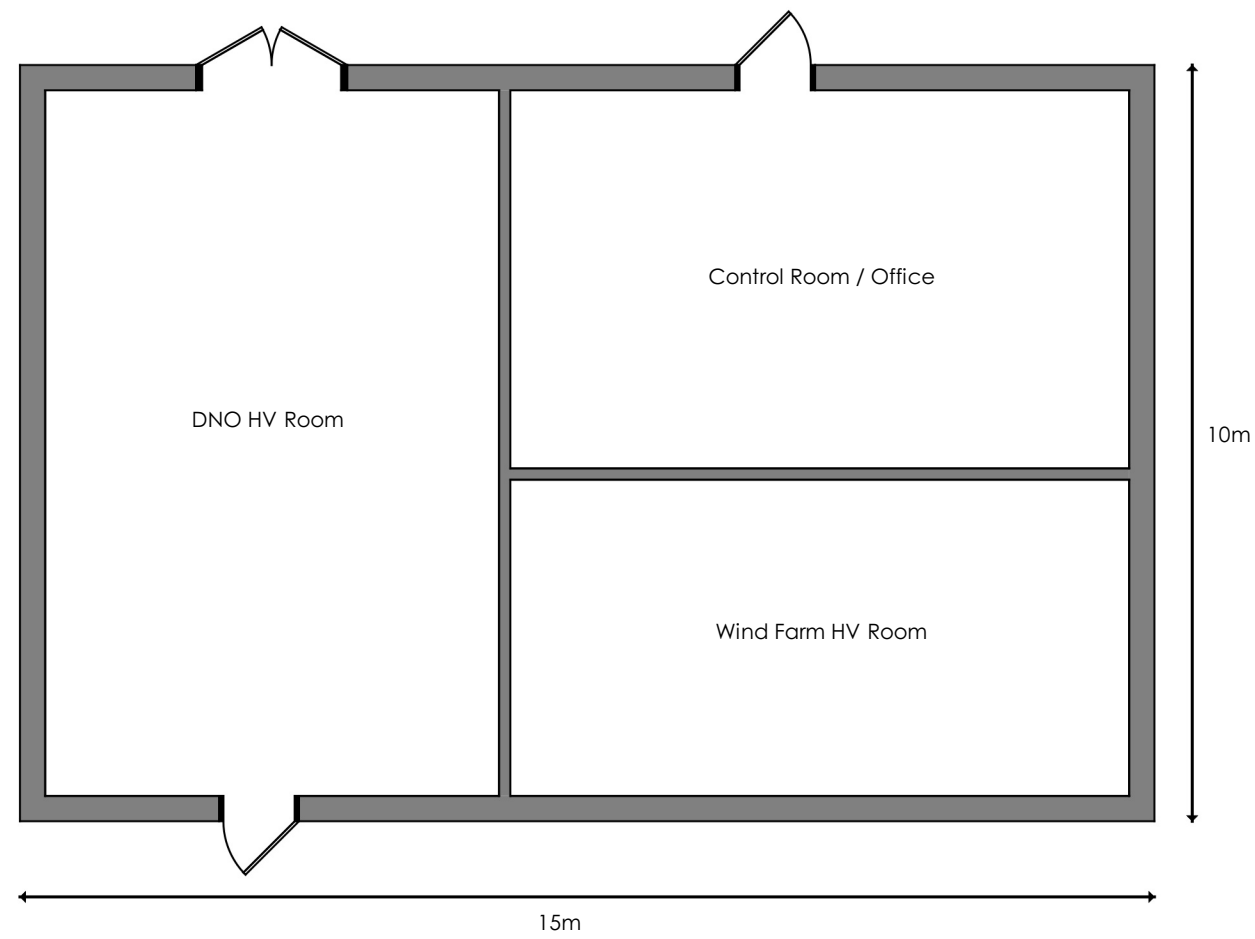 Control Room / Office
DNO HV Room
10m
Wind Farm HV Room
15m